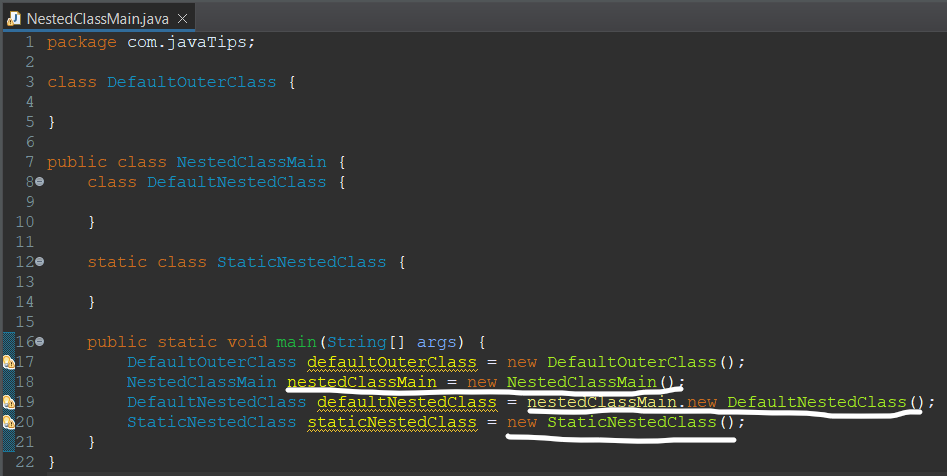 NestedClassMain.java
1 package com.javaTips;
2
3 class DefaultOuterClass {
4
5 }
6
7 public class NestedClassMain {
8 class DefaultNestedClass {
9
10 }
11
12 static class StaticNestedClass {
13
14 }
15
16 public static void main(String[] args) {
17 DefaultOuterClass defaultOuterClass = new DefaultOuterClass();
18 NestedClassMain nestedClassMain = new NestedClassMain();
19 DefaultNestedClass defaultNestedClass = nestedClassMain.new DefaultNestedClass();
20 StaticNestedClass staticNestedClass = new StaticNestedClass();
21 }
22 }